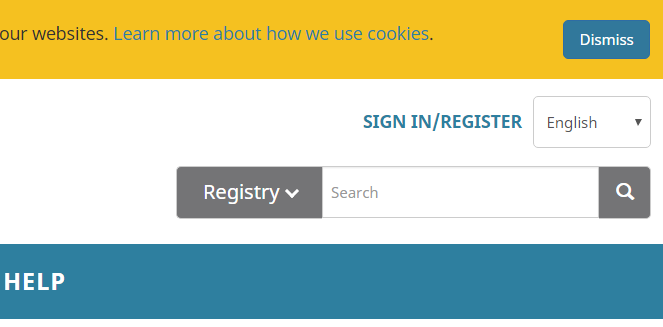 our websites. Learn more about how we use cookies.
Dismiss
SIGN IN/REGISTER
English
Registry
Search
HELP